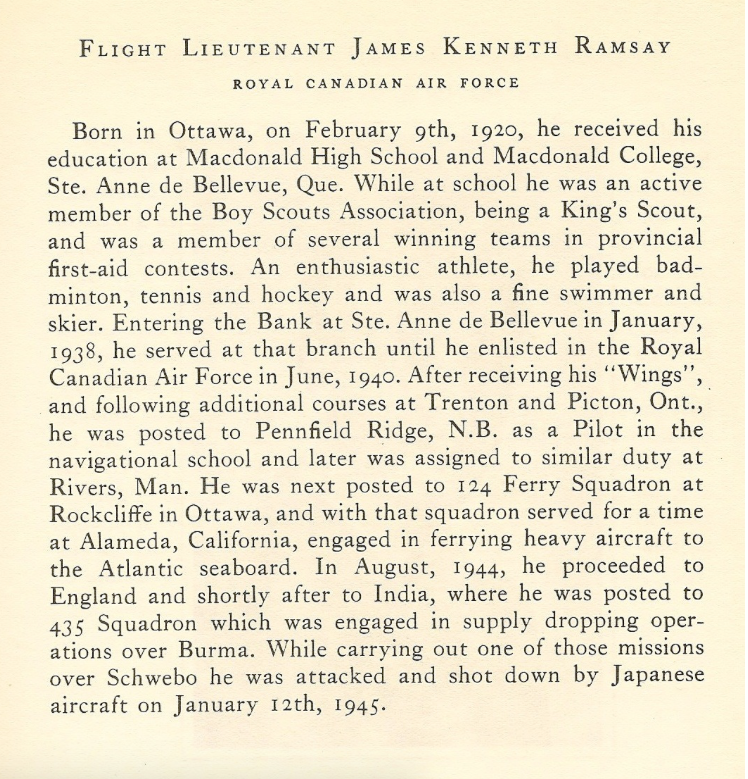 Flight Lieutenant James Kenneth Ramsay
ROYAL CANADIAN AIR FORCE
Born in Ottawa, on February 9th, 1920, he received his
education at Macdonald High School and Macdonald College,
Ste. Anne de Bellevue, Que. While at school he was an active
member of the Boy Scouts Association, being a King's Scout,
and was a member of several winning teams in provincial
first-aid contests. An enthusiastic athlete, he played bad-
minton, tennis and hockey and was also a fine swimmer and
skier. Entering the Bank at Ste. Anne de Bellevue in January,
1938, he served at that branch until he enlisted in the Royal
Canadian Air Force in June, 1940. After receiving his "Wings",
and following additional courses at Trenton and Picton, Ont.,
he was posted to Pennfield Ridge, N.B. as a Pilot in the
navigational school and later was assigned to similar duty at
Rivers, Man. He was next posted to 124 Ferry Squadron at
Rockcliffe in Ottawa, and with that squadron served for a time
at Alameda, California, engaged in ferrying heavy aircraft to
the Atlantic seaboard. In August, 1944, he proceeded to
England and shortly after to India, where he was posted to
435 Squadron which was engaged in supply dropping oper-
ations over Burma. While carrying out one of those missions
over Schwebo he was attacked and shot down by Japanese
aircraft on January 12th, 1945.